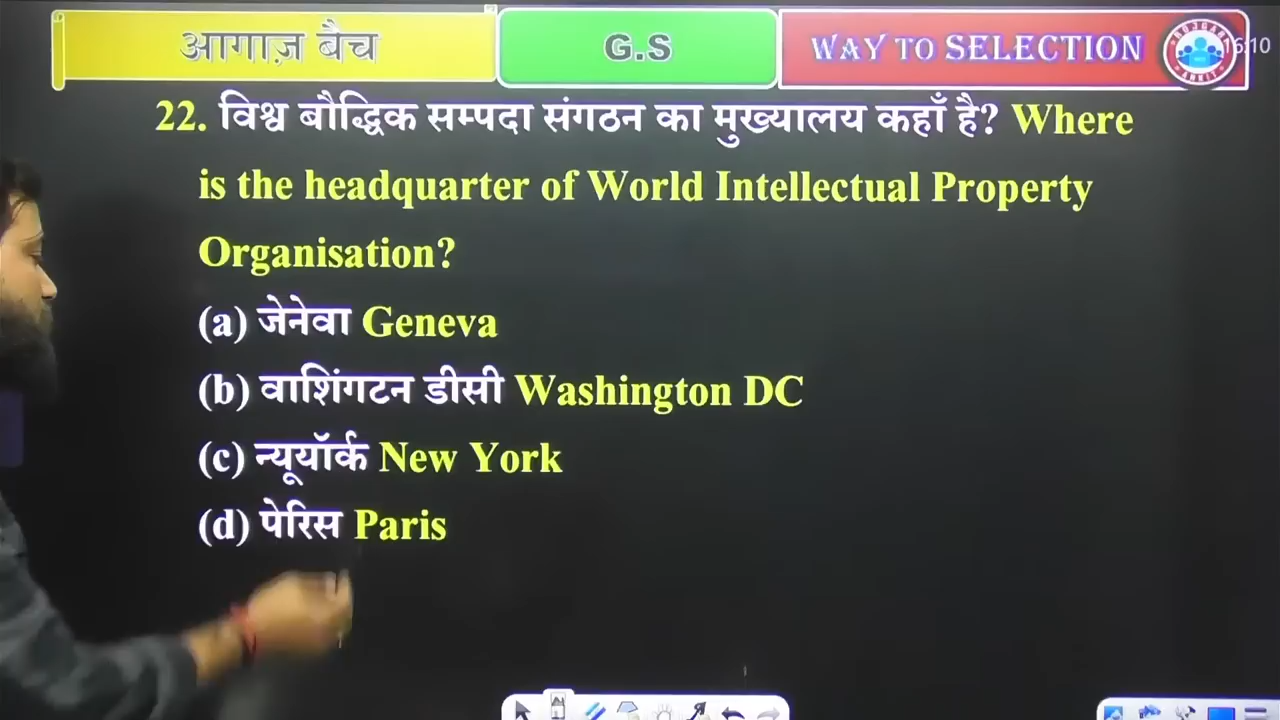 आगाज़ बैच
G.S
WAY TO SELECTION
16:10
22. विश्व बौद्धिक सम्पदा संगठन का मुख्यालय कहाँ है? Where
is the headquarter of World Intellectual Property
Organisation?
(a) जेनेवा Geneva
(b) वाशिंगटन डीसी Washington DC
(c) न्यूयॉर्क New York
(d) पेरिस Paris